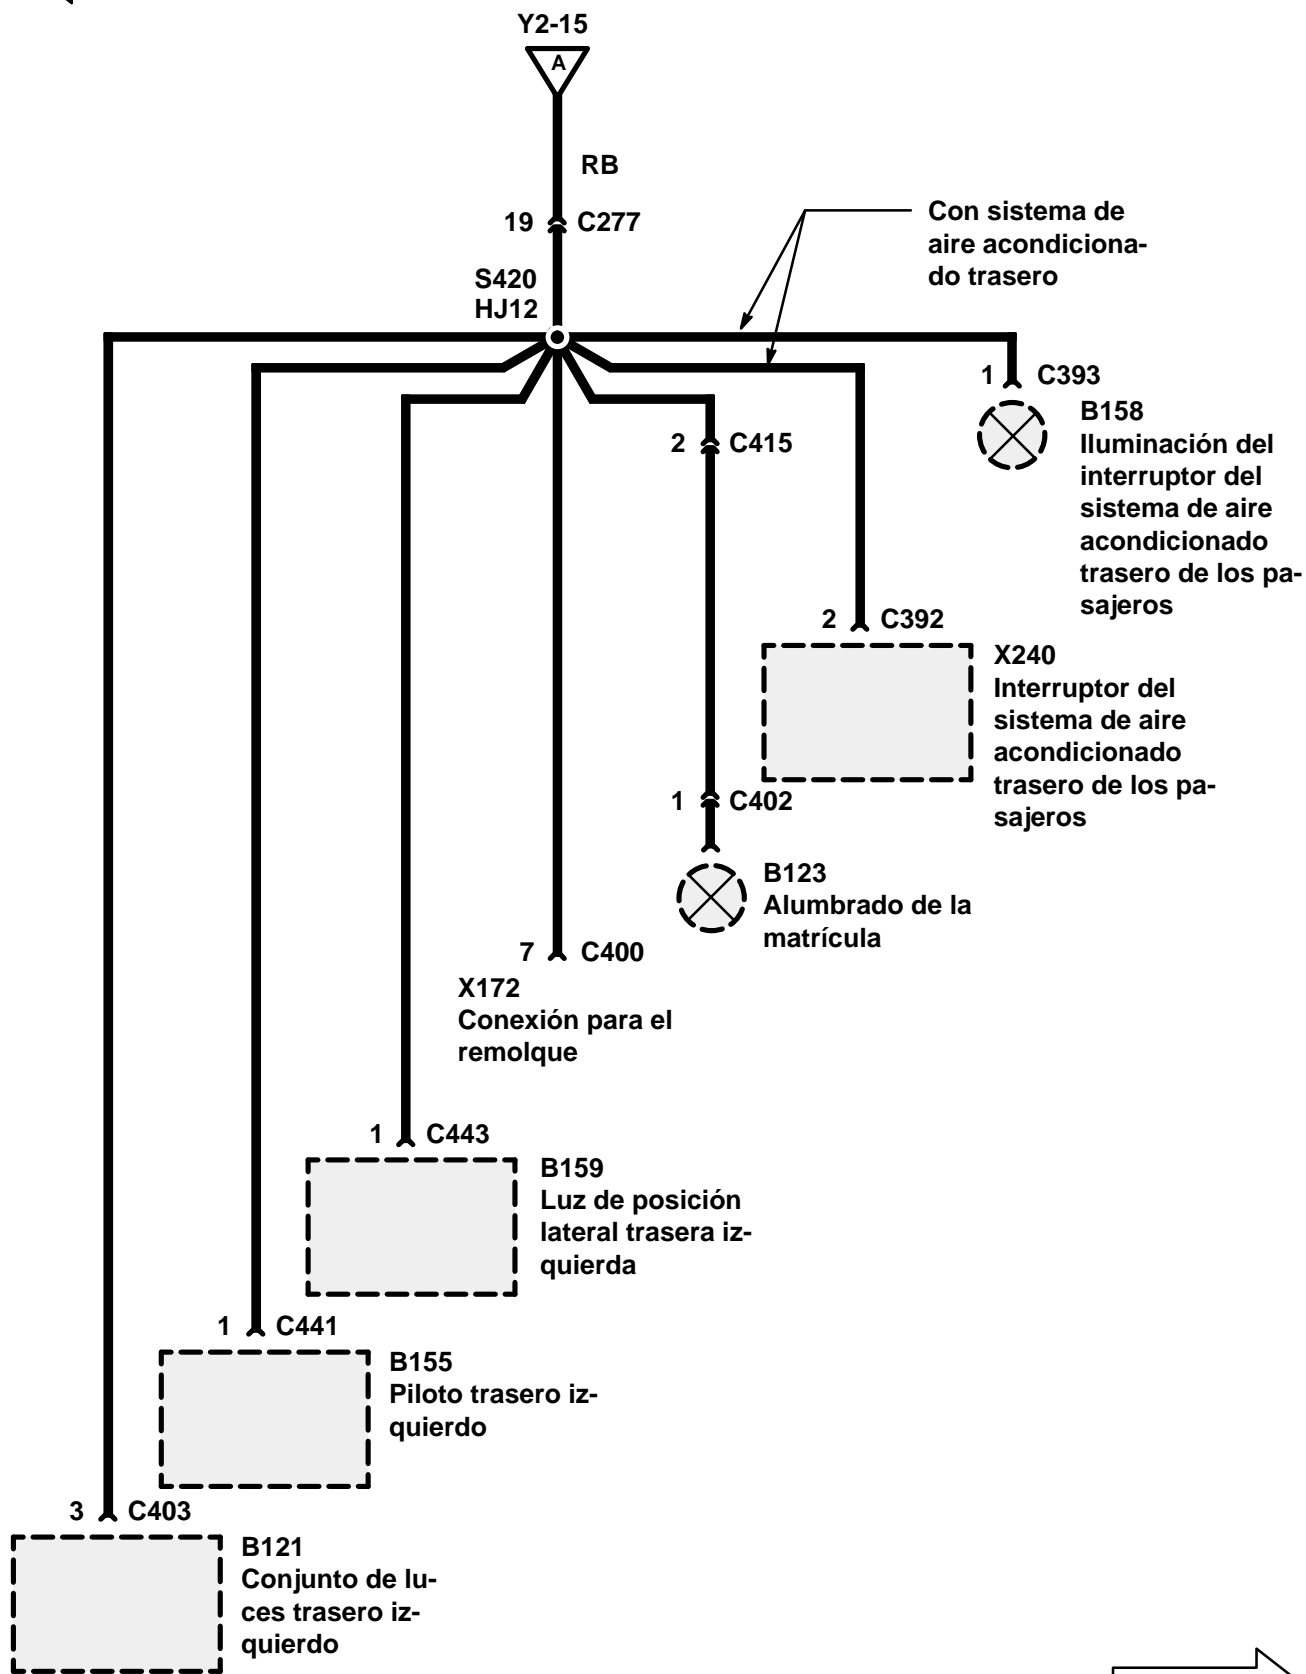 Y2-15
A
RB
19 C277
Con sistema de
aire acondiciona-
do trasero
S420
HJ12
1 C393
B158
Iluminación del
interruptor del
sistema de aire
acondicionado
trasero de los pa-
sajeros
2 C415
2 C392
X240
Interruptor del
sistema de aire
acondicionado
trasero de los pa-
sajeros
1 C402
B123
Alumbrado de la
matrícula
7 C400
X172
Conexión para el
remolque
1 C443
B159
Luz de posición
lateral trasera iz-
quierda
1 C441
B155
Piloto trasero iz-
quierdo
3 C403
B121
Conjunto de lu-
ces trasero iz-
quierdo